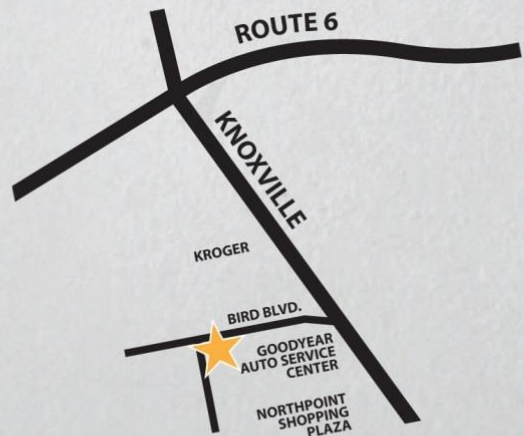 ROUTE 6
KNOXVILLE
KROGER
BIRD BLVD.
GOODYEAR
AUTO SERVICE
CENTER
NORTHPOINT
SHOPPING
PLAZA